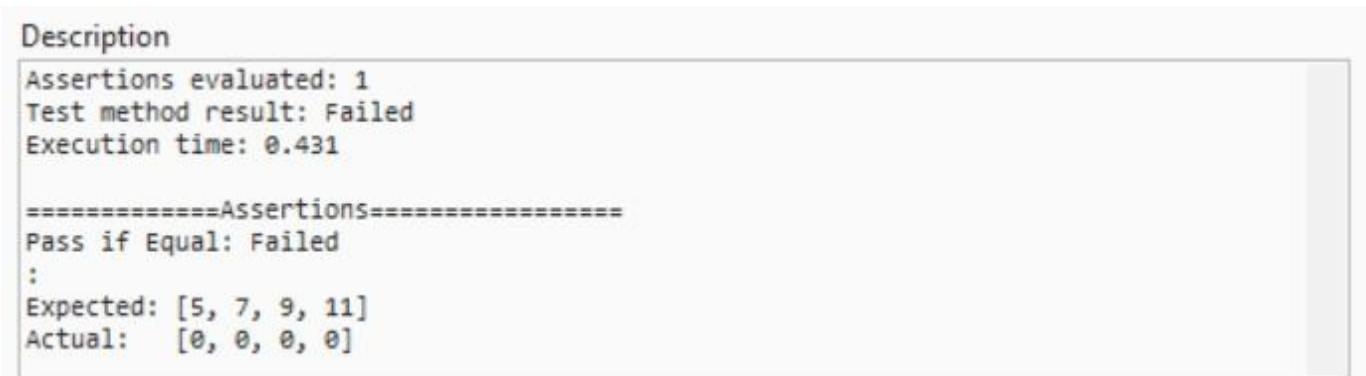 Description
Assertions evaluated: 1
Test method result: Failed
Execution time: 0.431
=============Assertions=================
Pass if Equal: Failed
:
Expected: [5, 7, 9, 11]
Actual:   [0, 0, 0, 0]